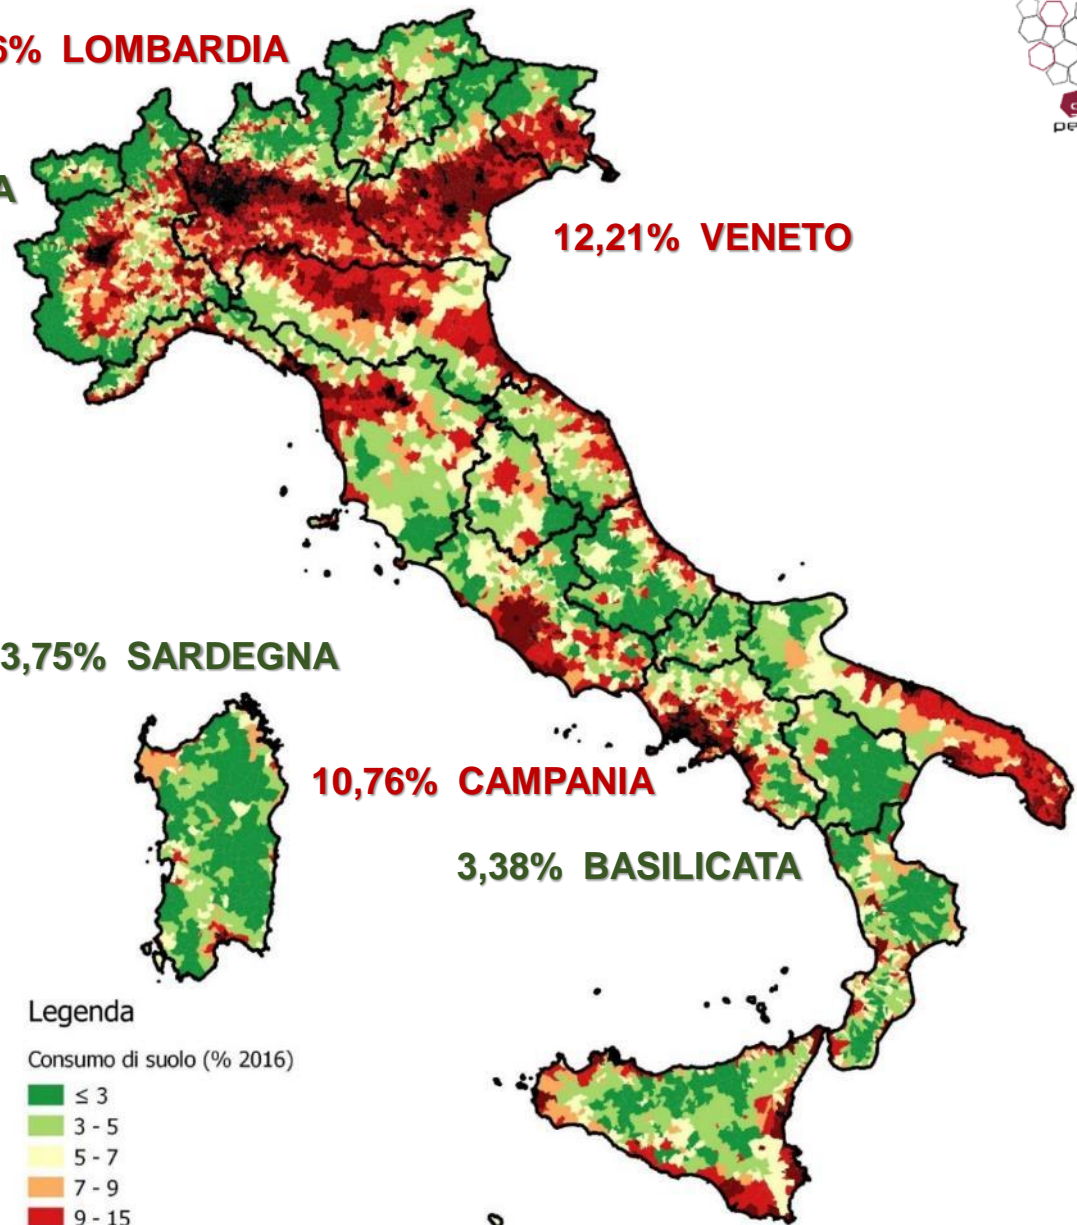 6% LOMBARDIA
A
12,21% VENETO
3,75% SARDEGNA
10,76% CAMPANIA
3,38% BASILICATA
Legenda
Consumo di suolo (% 2016)
≤ 3
3 - 5
5 - 7
7 - 9
9 - 15